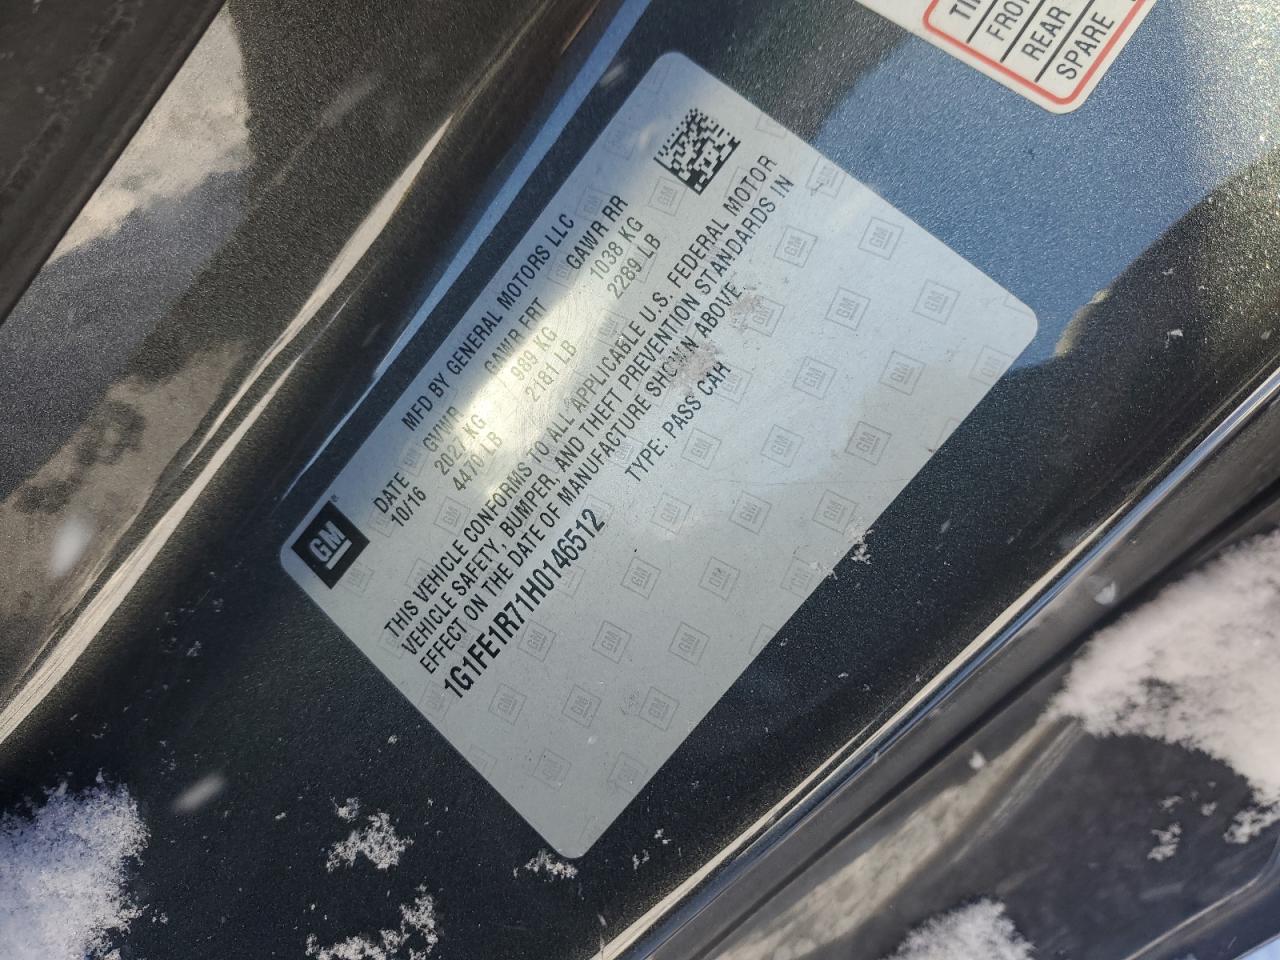 TI
FRO
REAR
SPARE
GM
MFD BY GENERAL MOTORS LLC
DATE GVWR GAWR FRT GAWR RR
10/16 2027 KG 989 KG 1038 KG
4470 LB 2181 LB 2289 LB
THIS VEHICLE CONFORMS TO ALL APPLICABLE U.S. FEDERAL MOTOR
VEHICLE SAFETY, BUMPER, AND THEFT PREVENTION STANDARDS IN
EFFECT ON THE DATE OF MANUFACTURE SHOWN ABOVE.
1G1FE1R71H0146512 TYPE: PASS CAR